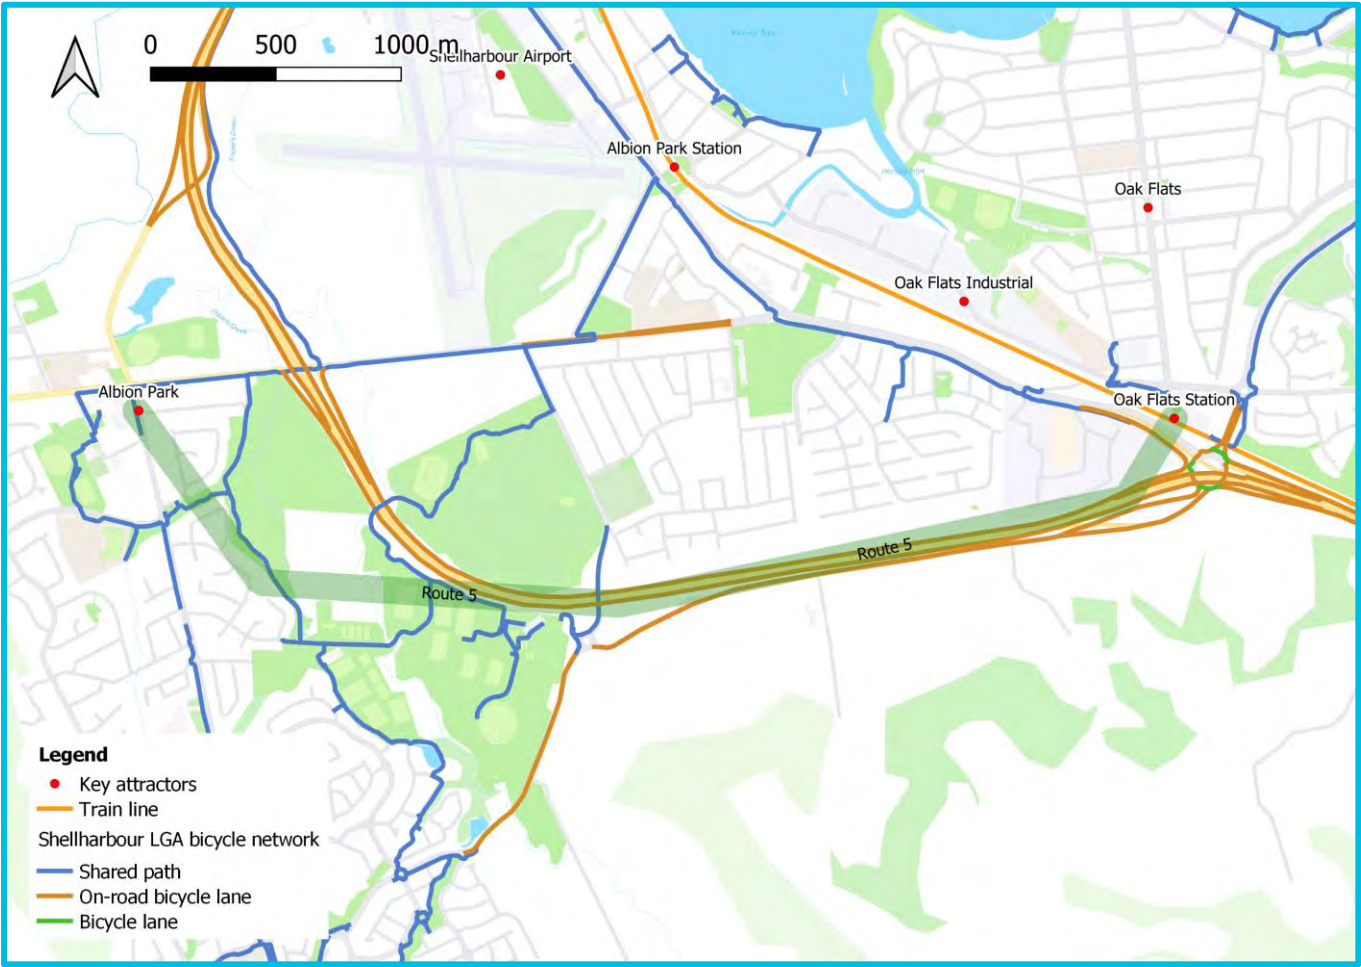 0 500 1000 m
Shellharbour Airport
Albion Park Station
Oak Flats
Oak Flats Industrial
Albion Park
Oak Flats Station
Route 5
Route 5
Legend
Key attractors
Train line
Shellharbour LGA bicycle network
Shared path
On-road bicycle lane
Bicycle lane